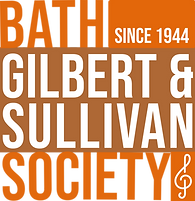 BATH
SINCE 1944
GILBERT &
SULLIVAN
SOCIETY